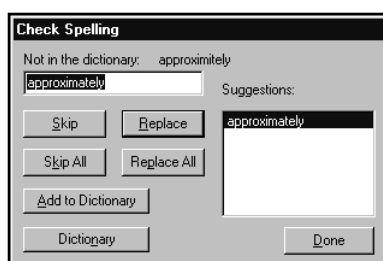 Check Spelling
Not in the dictionary: approximitely
approximately
Suggestions:
Skip Replace
approximately
Skip All Replace All
Add to Dictionary
Dictionary Done